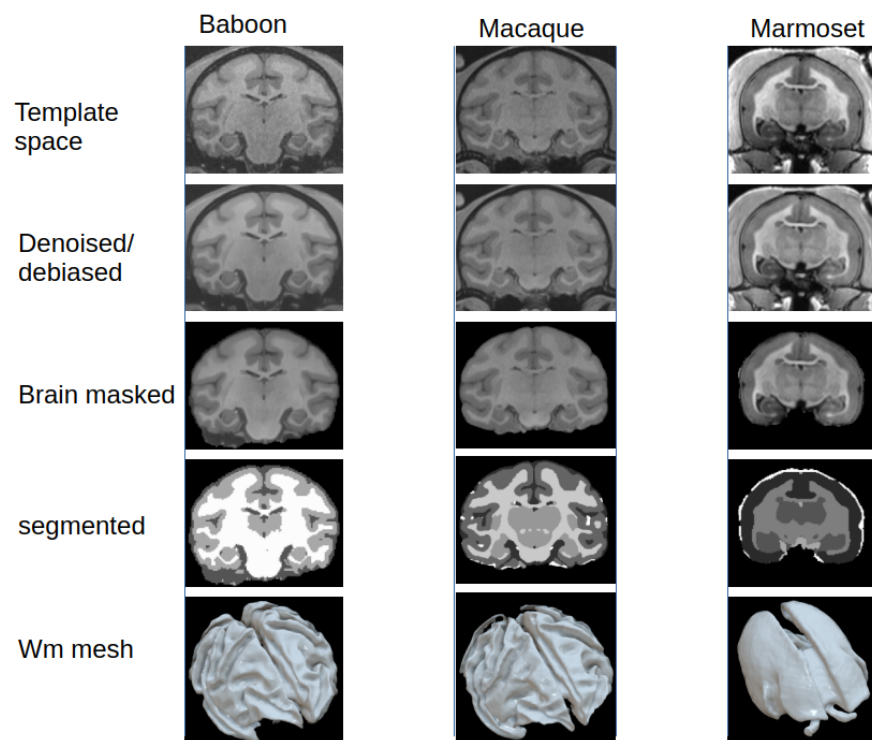 Baboon
Macaque
Marmoset
Template
space
Denoised/
debiased
Brain masked
segmented
Wm mesh